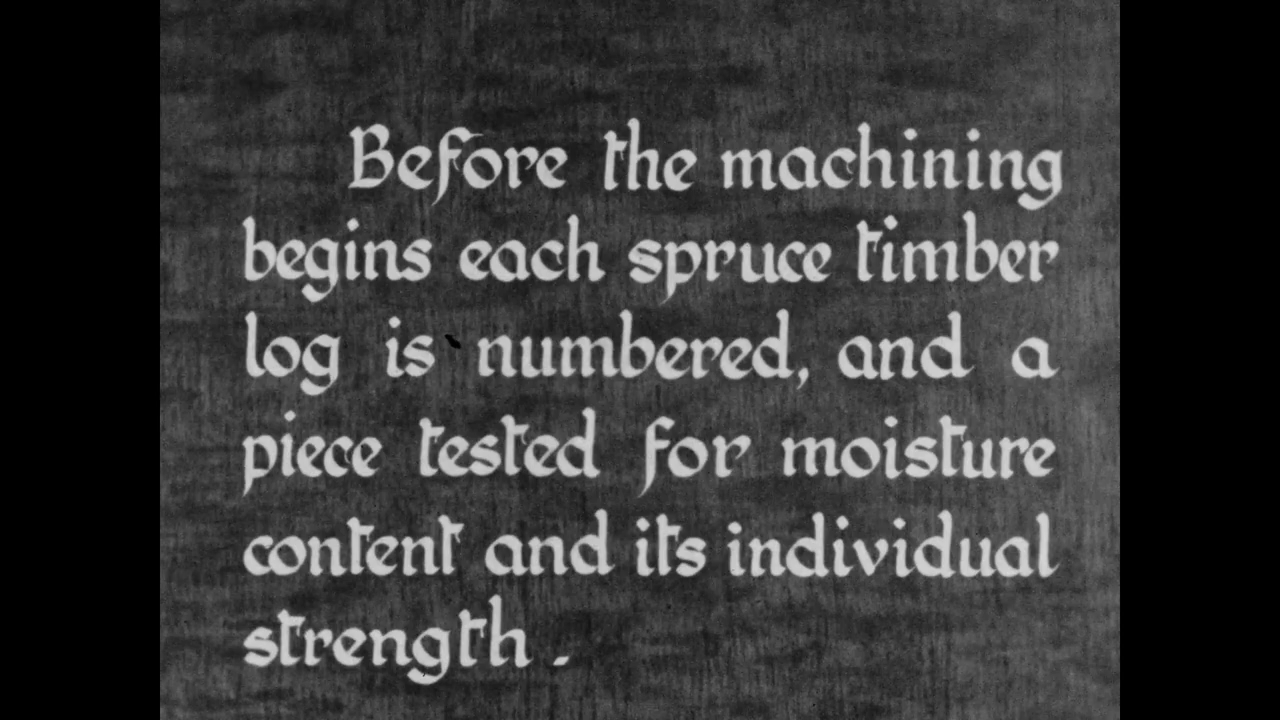 Before the machining
begins each spruce timber
log is numbered, and a
piece tested for moisture
content and its individual
strength.